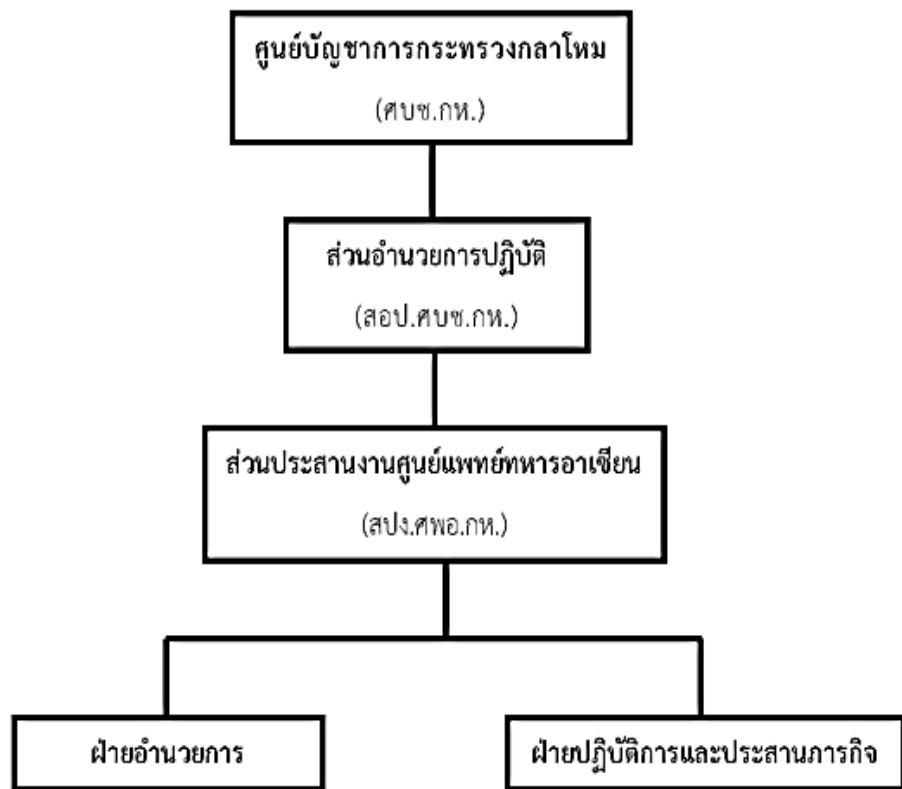 ศูนย์บัญชาการกระทรวงกลาโหม
(ศบช.กห.)
ส่วนอำนวยการปฏิบัติ
(สอป.ศบช.กห.)
ส่วนประสานงานศูนย์แพทย์ทหารอาเซียน
(สปง.ศพอ.กห.)
ฝ่ายอำนวยการ
ฝ่ายปฏิบัติการและประสานภารกิจ